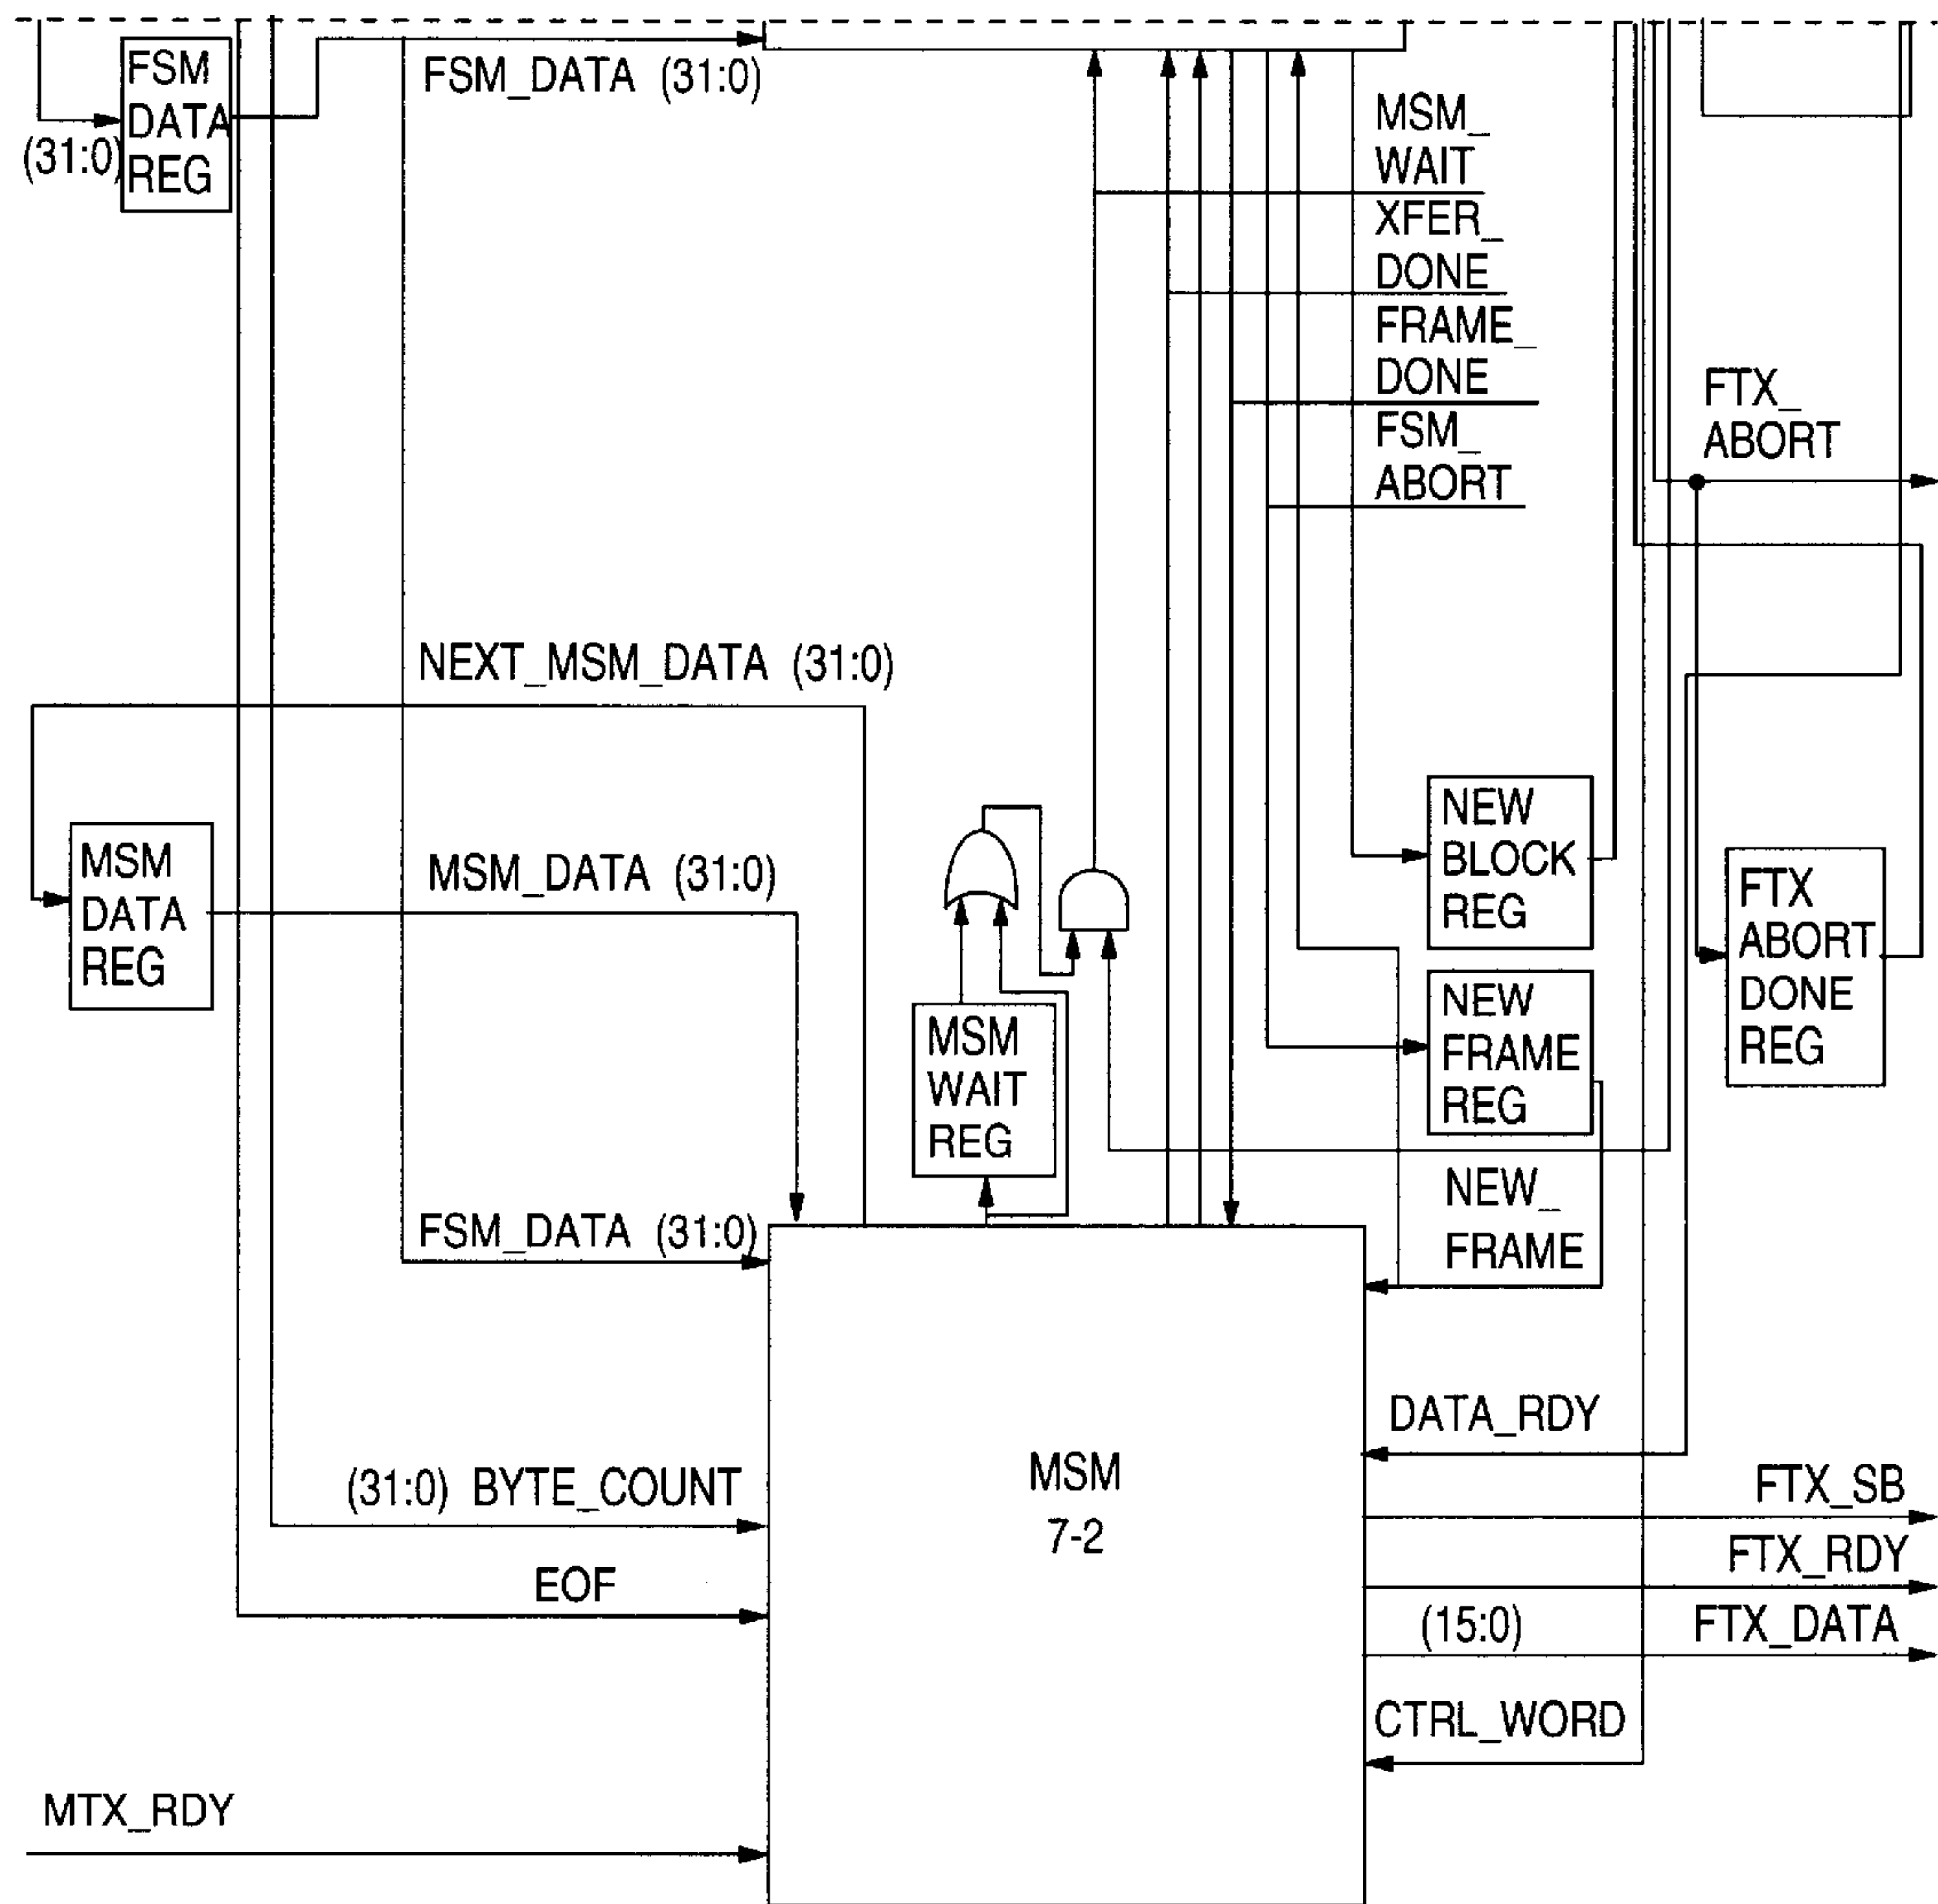 FSM
DATA
REG
(31:0)
FSM_DATA (31:0)
MSM_
WAIT
XFER_
DONE
FRAME_
DONE
FSM_
ABORT
FTX_
ABORT
NEXT_MSM_DATA (31:0)
MSM
DATA
REG
MSM_DATA (31:0)
NEW
BLOCK
REG
FTX
ABORT
DONE
REG
NEW
FRAME
REG
MSM
WAIT
REG
NEW_
FRAME
FSM_DATA (31:0)
DATA_RDY
(31:0) BYTE_COUNT
MSM
7-2
FTX_SB
EOF
FTX_RDY
(15:0) FTX_DATA
CTRL_WORD
MTX_RDY